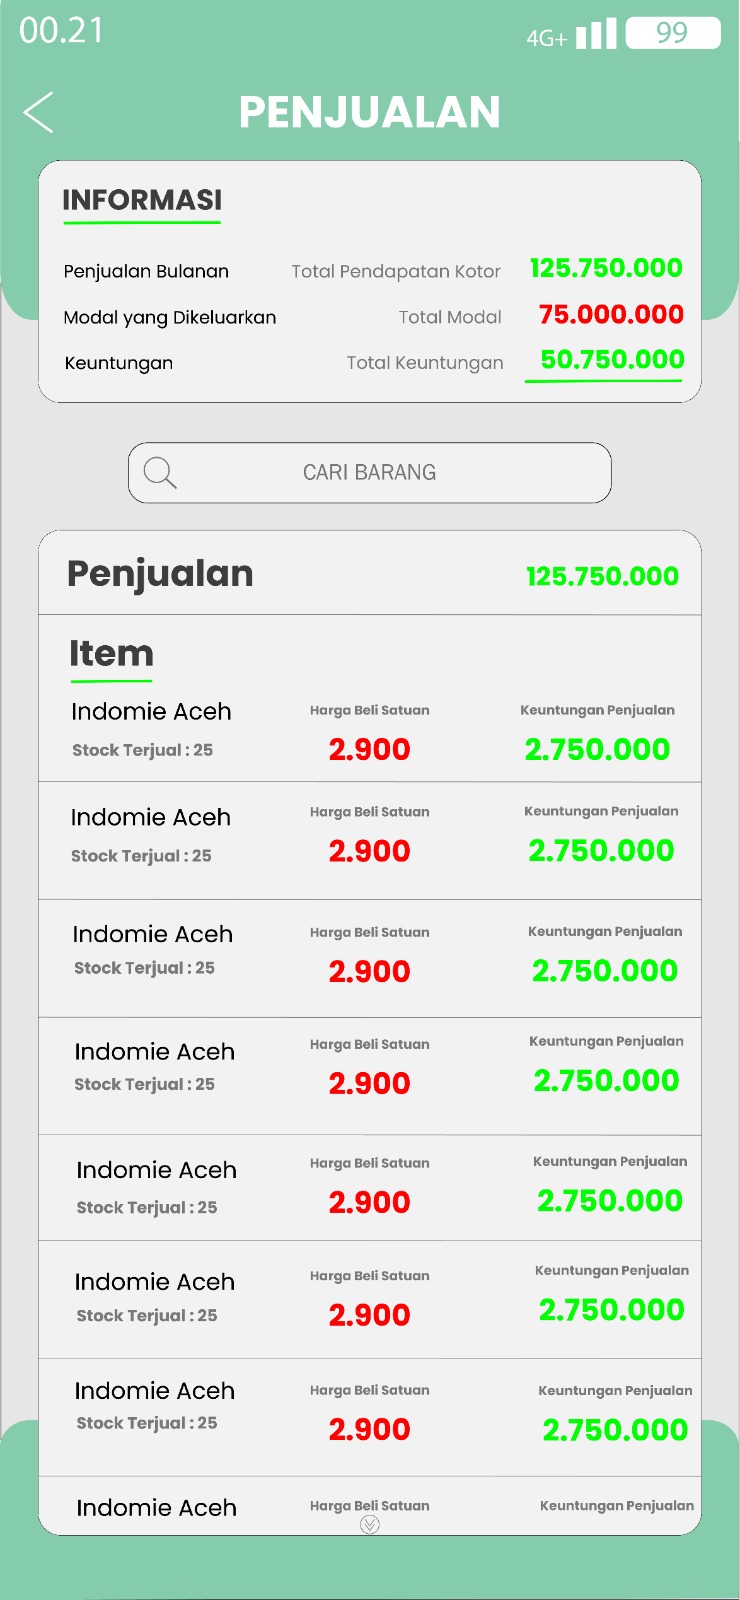 00.21
4G+ 99
PENJUALAN
INFORMASI
Penjualan Bulanan Total Pendapatan Kotor 125.750.000
Modal yang Dikeluarkan Total Modal 75.000.000
Keuntungan Total Keuntungan 50.750.000
CARI BARANG
Penjualan 125.750.000
Item
Indomie Aceh Harga Beli Satuan Keuntungan Penjualan
Stock Terjual : 25 2.900 2.750.000
Indomie Aceh Harga Beli Satuan Keuntungan Penjualan
Stock Terjual : 25 2.900 2.750.000
Indomie Aceh Harga Beli Satuan Keuntungan Penjualan
Stock Terjual : 25 2.900 2.750.000
Indomie Aceh Harga Beli Satuan Keuntungan Penjualan
Stock Terjual : 25 2.900 2.750.000
Indomie Aceh Harga Beli Satuan Keuntungan Penjualan
Stock Terjual : 25 2.900 2.750.000
Indomie Aceh Harga Beli Satuan Keuntungan Penjualan
Stock Terjual : 25 2.900 2.750.000
Indomie Aceh Harga Beli Satuan Keuntungan Penjualan
Stock Terjual : 25 2.900 2.750.000
Indomie Aceh Harga Beli Satuan Keuntungan Penjualan